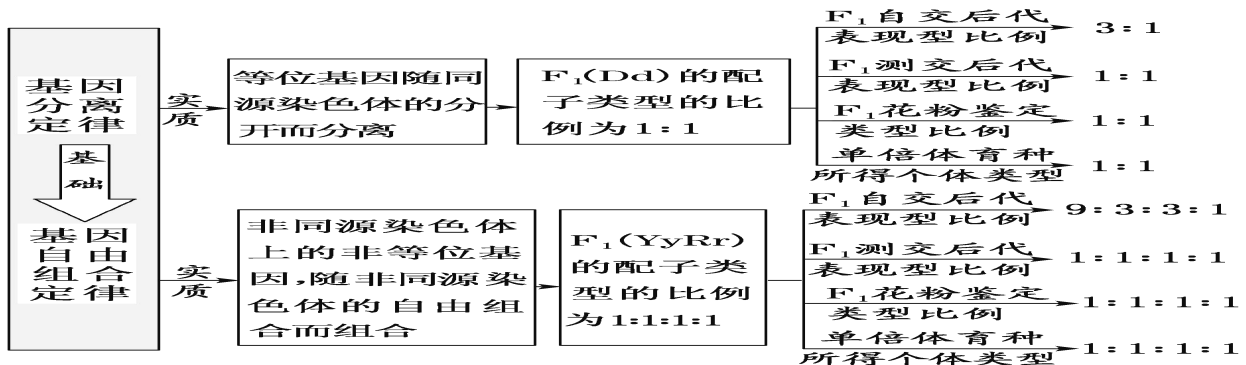 基因
分离
定律
实
质
等位基因随同
源染色体的分
开而分离
F₁(Dd)的配
子类型的比
例为1∶1
F₁自交后代
表现型比例
3∶1
F₁测交后代
表现型比例
1∶1
F₁花粉鉴定
类型比例
1∶1
单倍体育种
所得个体类型
1∶1
基
础
基因
自由
组合
定律
实
质
非同源染色体
上的非等位基
因,随非同源染
色体的自由组
合而组合
F₁(YyRr)
的配子类
型的比例
为1∶1∶1∶1
F₁自交后代
表现型比例
9∶3∶3∶1
F₁测交后代
表现型比例
1∶1∶1∶1
F₁花粉鉴定
类型比例
1∶1∶1∶1
单倍体育种
所得个体类型
1∶1∶1∶1